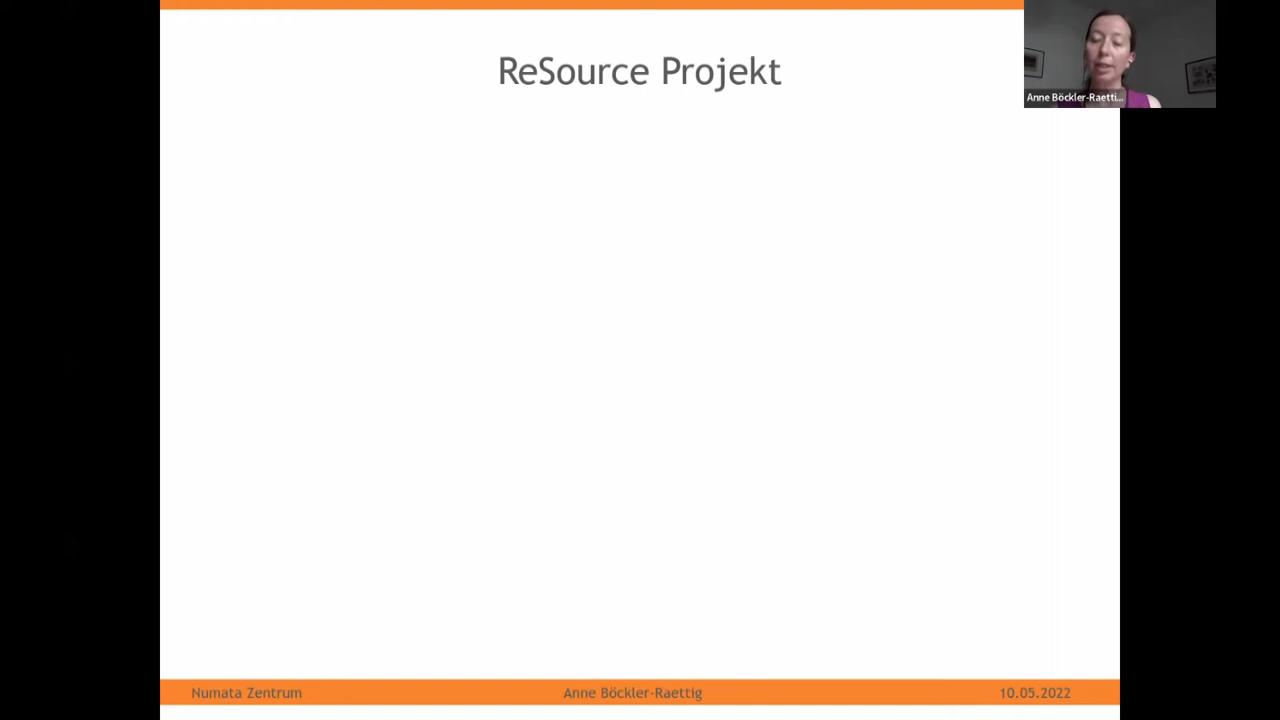 ReSource Projekt
Anne Böckler-Raetti...
Numata Zentrum
Anne Böckler-Raettig
10.05.2022